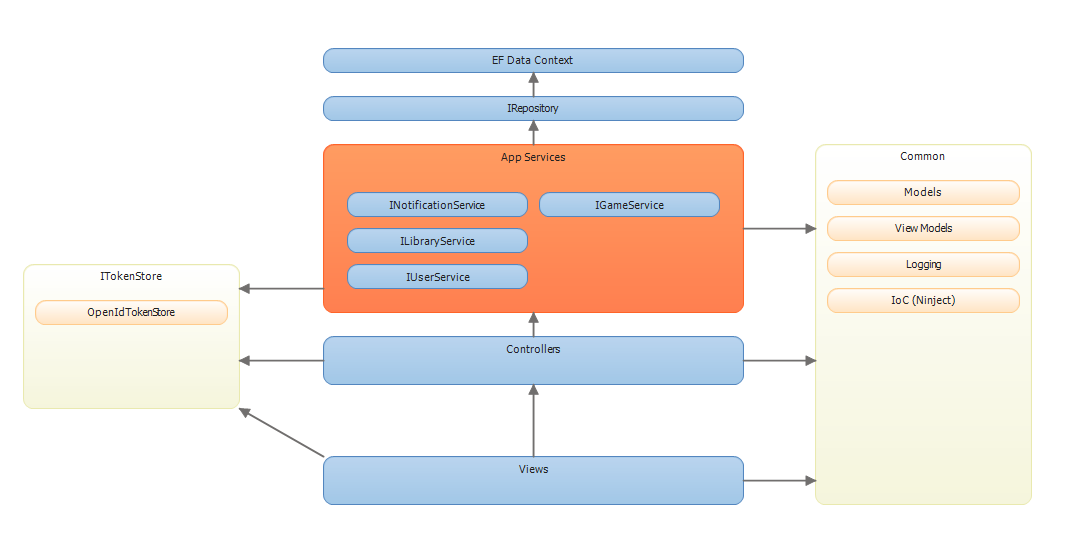 EF Data Context
IRepository
App Services
INotificationService
IGameService
ILibraryService
IUserService
ITokenStore
OpenIdTokenStore
Common
Models
View Models
Logging
IoC (Ninject)
Controllers
Views